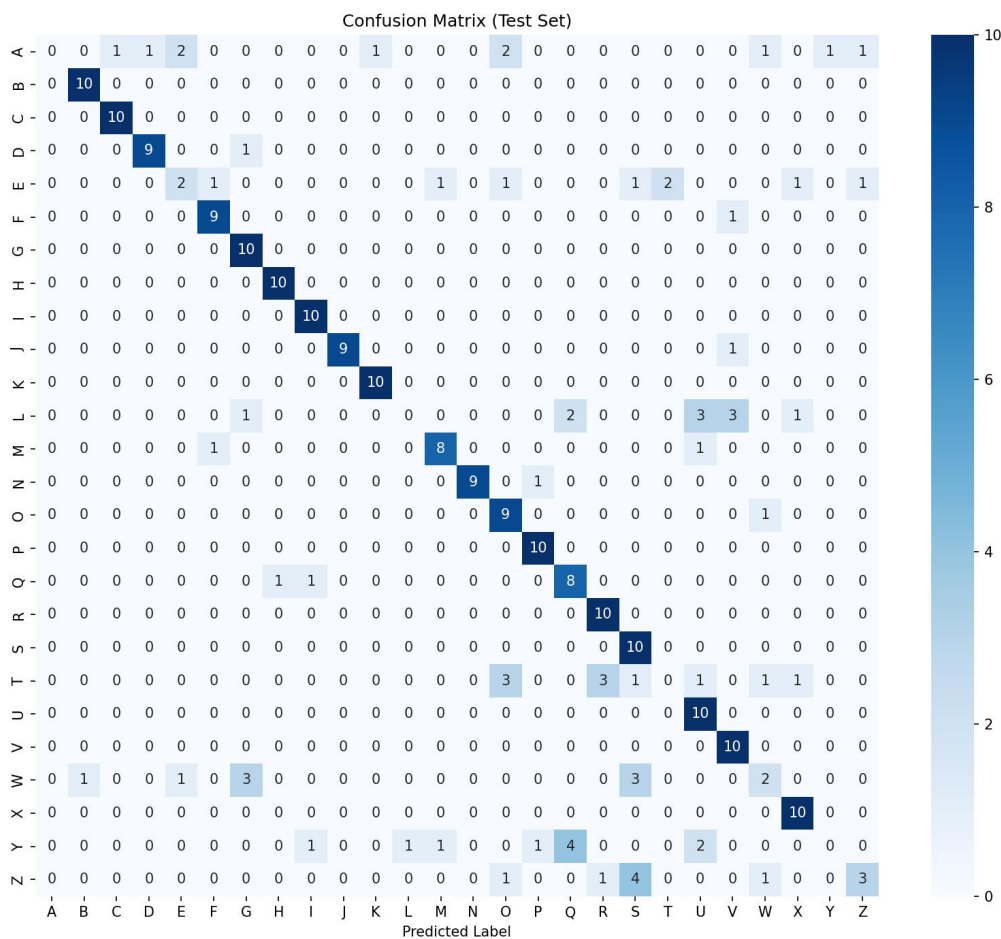 Confusion Matrix (Test Set)
A 0 0 1 1 2 0 0 0 0 0 1 0 0 0 2 0 0 0 0 0 0 0 1 0 1 1
B 0 10 0 0 0 0 0 0 0 0 0 0 0 0 0 0 0 0 0 0 0 0 0 0 0 0
C 0 0 10 0 0 0 0 0 0 0 0 0 0 0 0 0 0 0 0 0 0 0 0 0 0 0
D 0 0 0 9 0 0 1 0 0 0 0 0 0 0 0 0 0 0 0 0 0 0 0 0 0 0
E 0 0 0 0 2 1 0 0 0 0 0 0 1 0 1 0 0 0 1 2 0 0 0 1 0 1
F 0 0 0 0 0 9 0 0 0 0 0 0 0 0 0 0 0 0 0 0 0 1 0 0 0 0
G 0 0 0 0 0 0 10 0 0 0 0 0 0 0 0 0 0 0 0 0 0 0 0 0 0 0
H 0 0 0 0 0 0 0 10 0 0 0 0 0 0 0 0 0 0 0 0 0 0 0 0 0 0
I 0 0 0 0 0 0 0 0 10 0 0 0 0 0 0 0 0 0 0 0 0 0 0 0 0 0
J 0 0 0 0 0 0 0 0 0 9 0 0 0 0 0 0 0 0 0 0 0 1 0 0 0 0
K 0 0 0 0 0 0 0 0 0 0 10 0 0 0 0 0 0 0 0 0 0 0 0 0 0 0
L 0 0 0 0 0 0 1 0 0 0 0 0 0 0 0 0 2 0 0 0 3 3 0 1 0 0
M 0 0 0 0 0 1 0 0 0 0 0 0 8 0 0 0 0 0 0 0 1 0 0 0 0 0
N 0 0 0 0 0 0 0 0 0 0 0 0 0 9 0 1 0 0 0 0 0 0 0 0 0 0
O 0 0 0 0 0 0 0 0 0 0 0 0 0 0 9 0 0 0 0 0 0 0 1 0 0 0
P 0 0 0 0 0 0 0 0 0 0 0 0 0 0 0 10 0 0 0 0 0 0 0 0 0 0
Q 0 0 0 0 0 0 0 1 1 0 0 0 0 0 0 0 8 0 0 0 0 0 0 0 0 0
R 0 0 0 0 0 0 0 0 0 0 0 0 0 0 0 0 0 10 0 0 0 0 0 0 0 0
S 0 0 0 0 0 0 0 0 0 0 0 0 0 0 0 0 0 0 10 0 0 0 0 0 0 0
T 0 0 0 0 0 0 0 0 0 0 0 0 0 0 3 0 0 3 1 0 1 0 1 1 0 0
U 0 0 0 0 0 0 0 0 0 0 0 0 0 0 0 0 0 0 0 0 10 0 0 0 0 0
V 0 0 0 0 0 0 0 0 0 0 0 0 0 0 0 0 0 0 0 0 0 10 0 0 0 0
W 0 1 0 0 1 0 3 0 0 0 0 0 0 0 0 0 0 0 3 0 0 0 2 0 0 0
X 0 0 0 0 0 0 0 0 0 0 0 0 0 0 0 0 0 0 0 0 0 0 0 10 0 0
Y 0 0 0 0 0 0 0 0 1 0 0 1 1 0 0 1 4 0 0 0 2 0 0 0 0 0
Z 0 0 0 0 0 0 0 0 0 0 0 0 0 0 1 0 0 1 4 0 0 0 1 0 0 3
A B C D E F G H I J K L M N O P Q R S T U V W X Y Z
Predicted Label
10
8
6
4
2
0